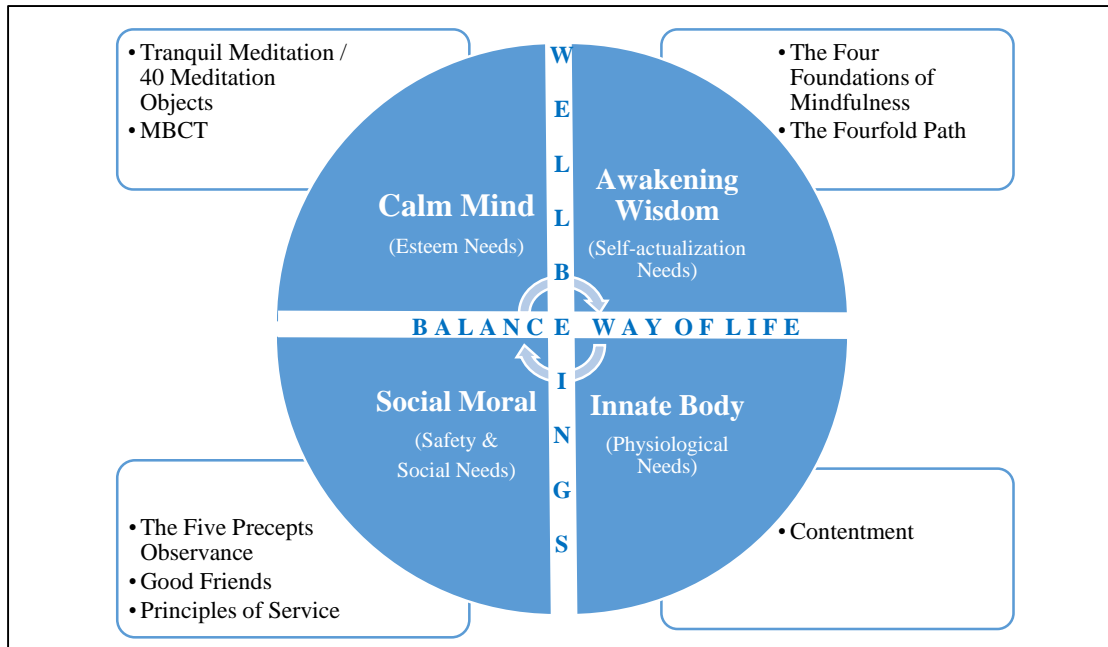 • Tranquil Meditation /
40 Meditation
Objects
• MBCT
• The Four
Foundations of
Mindfulness
• The Fourfold Path
Calm Mind
(Esteem Needs)
Awakening
Wisdom
(Self-actualization
Needs)
WELLBEINGS
BALANCE WAY OF LIFE
Social Moral
(Safety &
Social Needs)
Innate Body
(Physiological
Needs)
• The Five Precepts
Observance
• Good Friends
• Principles of Service
• Contentment